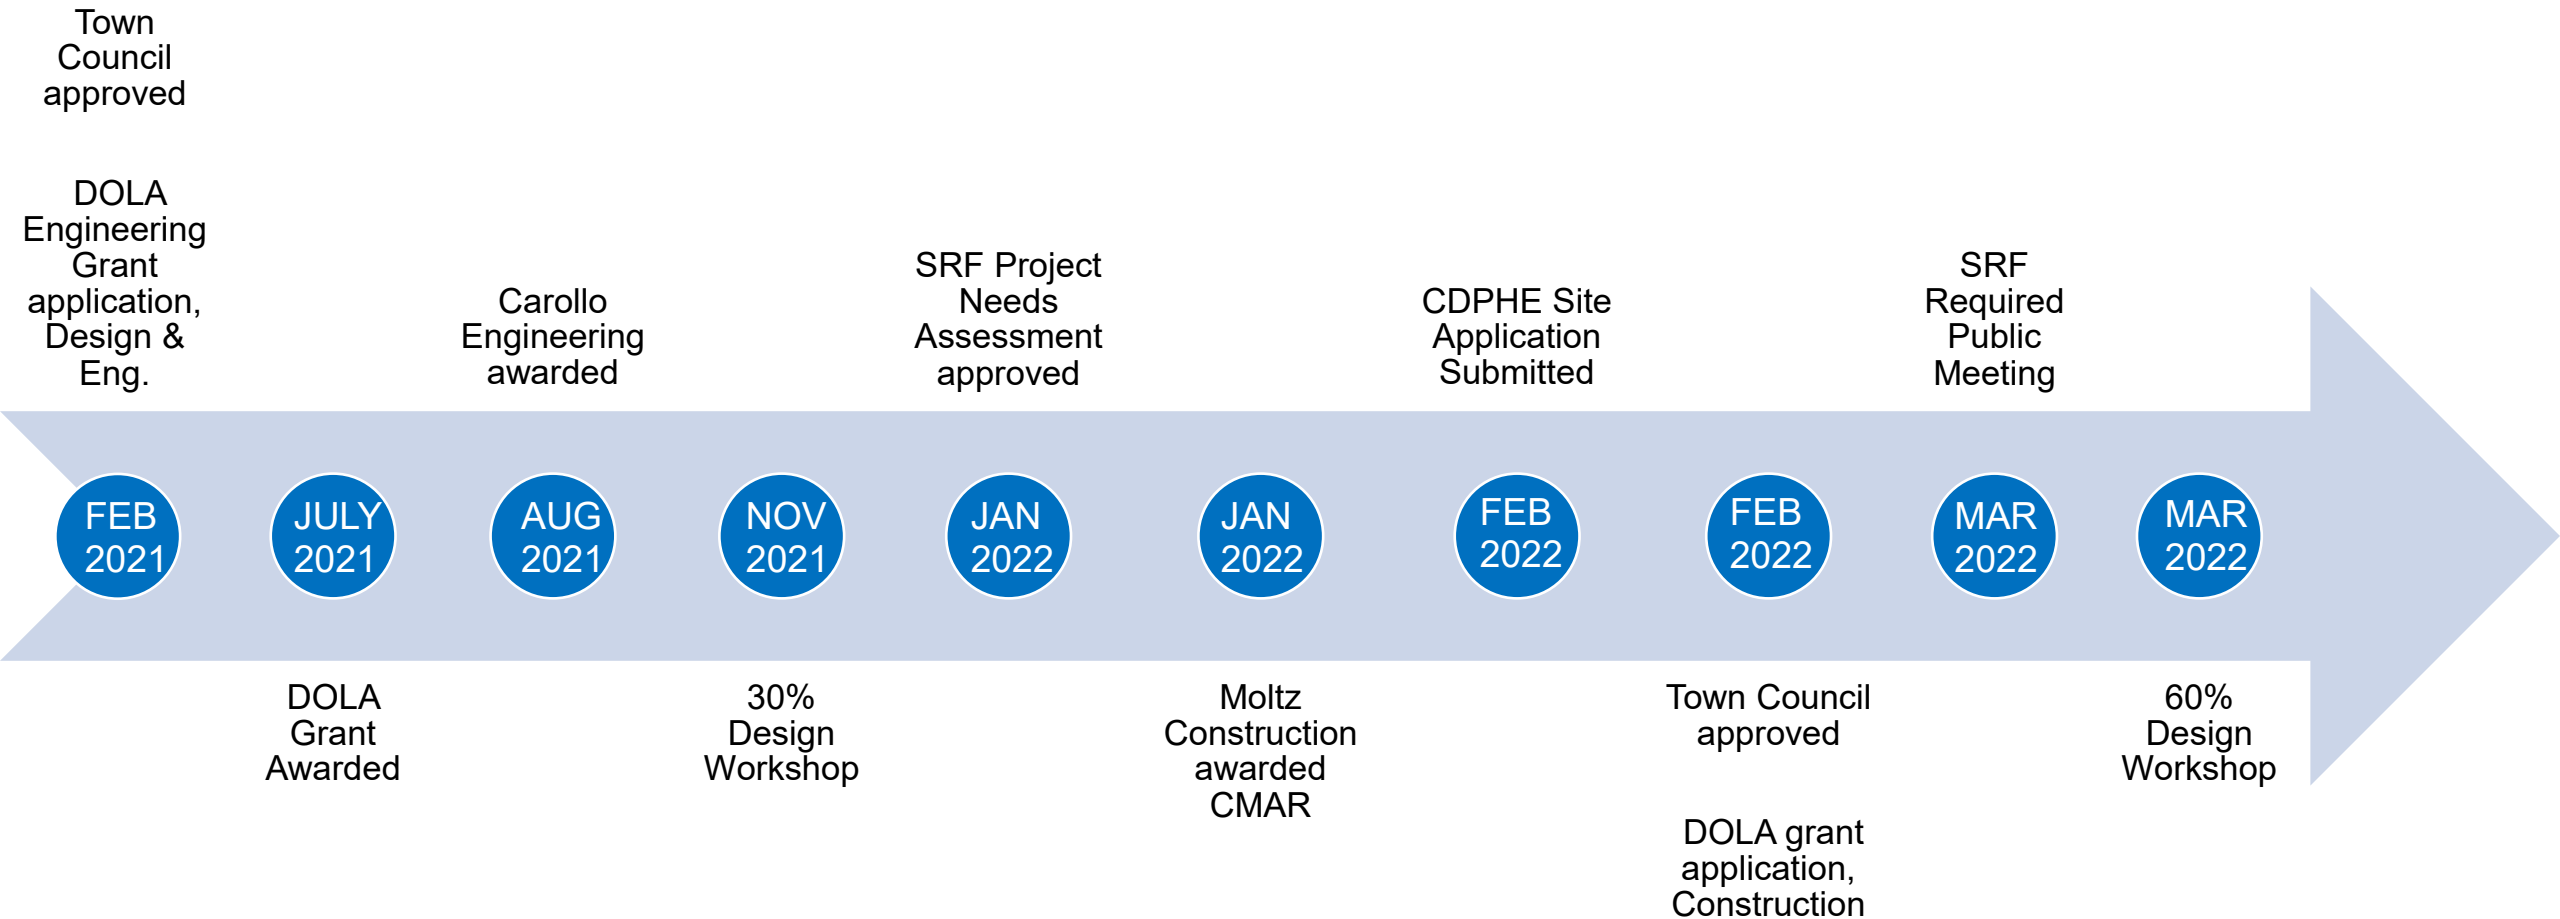 Town
Council
approved
DOLA
Engineering
Grant
application,
Design &
Eng.
FEB
2021
JULY
2021
DOLA
Grant
Awarded
Carollo
Engineering
awarded
AUG
2021
NOV
2021
30%
Design
Workshop
SRF Project
Needs
Assessment
approved
JAN
2022
JAN
2022
Moltz
Construction
awarded
CMAR
CDPHE Site
Application
Submitted
FEB
2022
FEB
2022
Town Council
approved
DOLA grant
application,
Construction
SRF
Required
Public
Meeting
MAR
2022
MAR
2022
60%
Design
Workshop